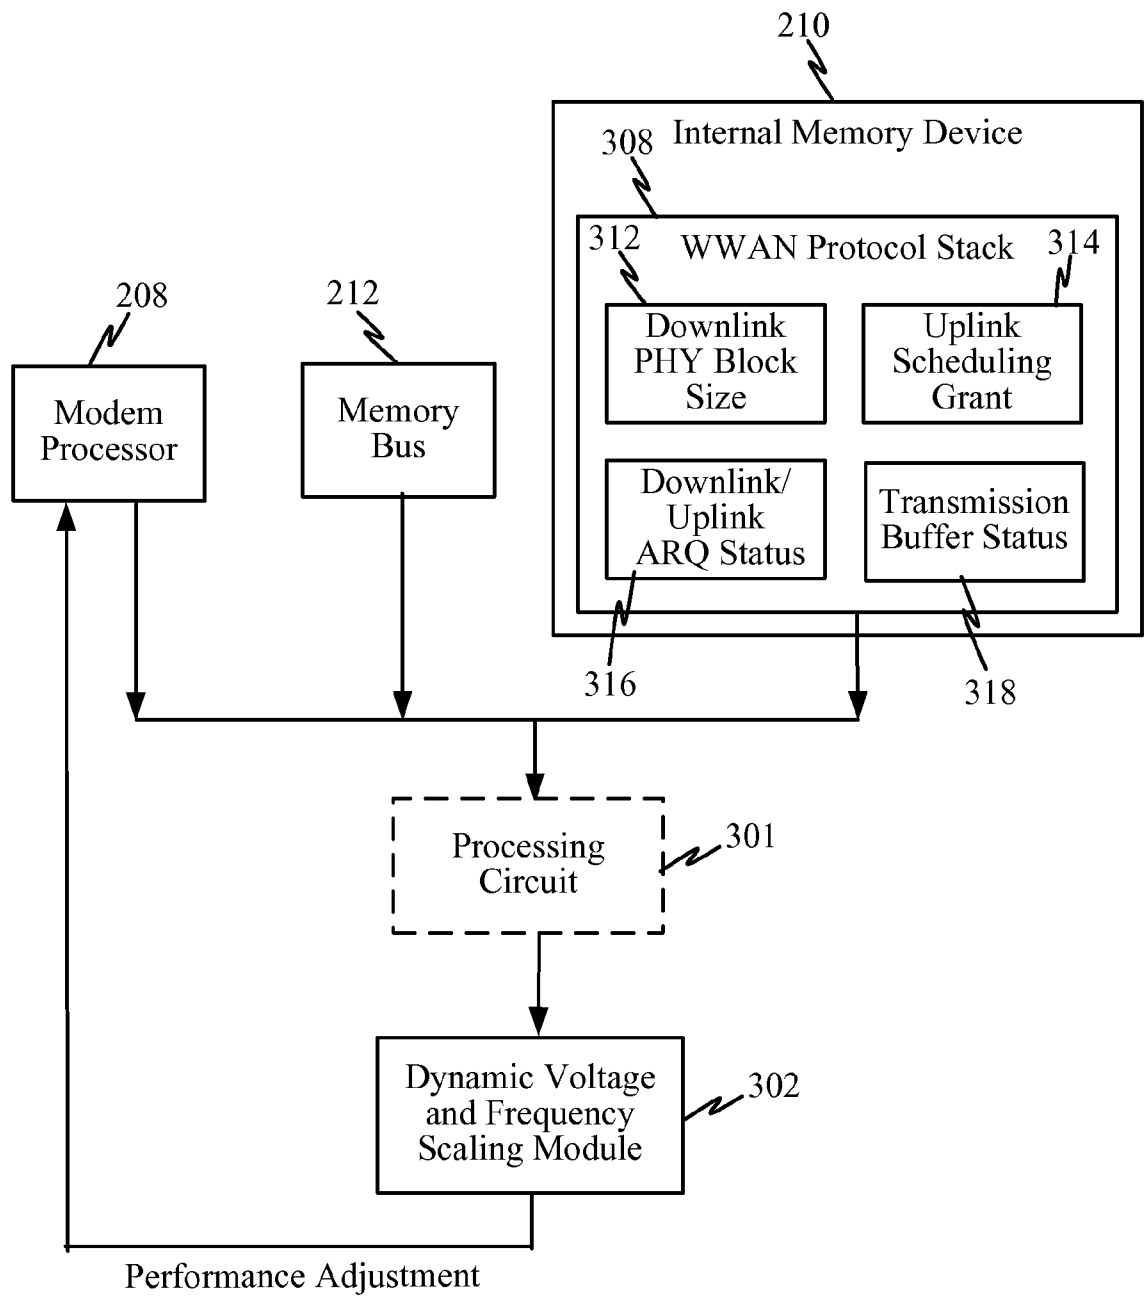 210
Internal Memory Device
308
WWAN Protocol Stack
312
314
Downlink
PHY Block
Size
Uplink
Scheduling
Grant
208
212
Modem
Processor
Memory
Bus
Downlink/
Uplink
ARQ Status
Transmission
Buffer Status
316
318
Processing
Circuit
301
Dynamic Voltage
and Frequency
Scaling Module
302
Performance Adjustment